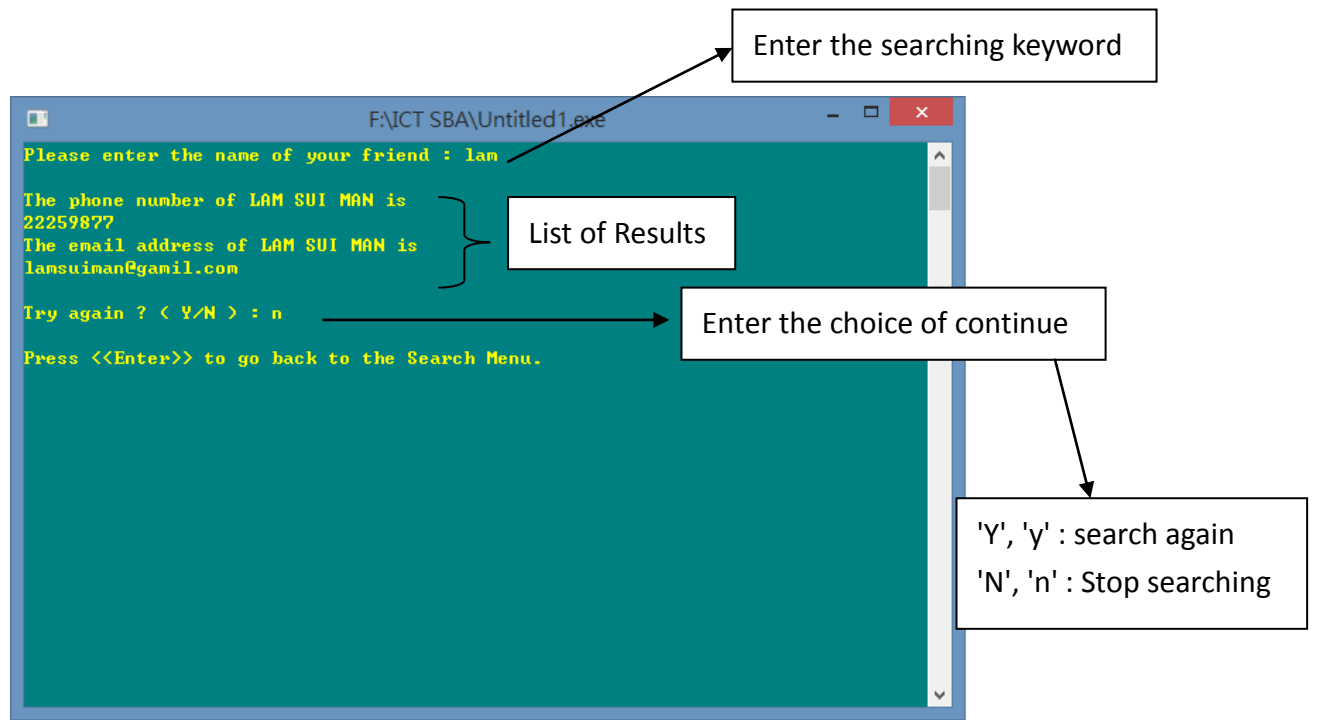 Enter the searching keyword
F:\ICT SBA\Untitled1.exe
Please enter the name of your friend : lam
The phone number of LAM SUI MAN is
22259877
The email address of LAM SUI MAN is
lamsuiman@gamil.com
List of Results
Try again ? ( Y/N ) : n
Enter the choice of continue
Press <<Enter>> to go back to the Search Menu.
'Y', 'y' : search again
'N', 'n' : Stop searching